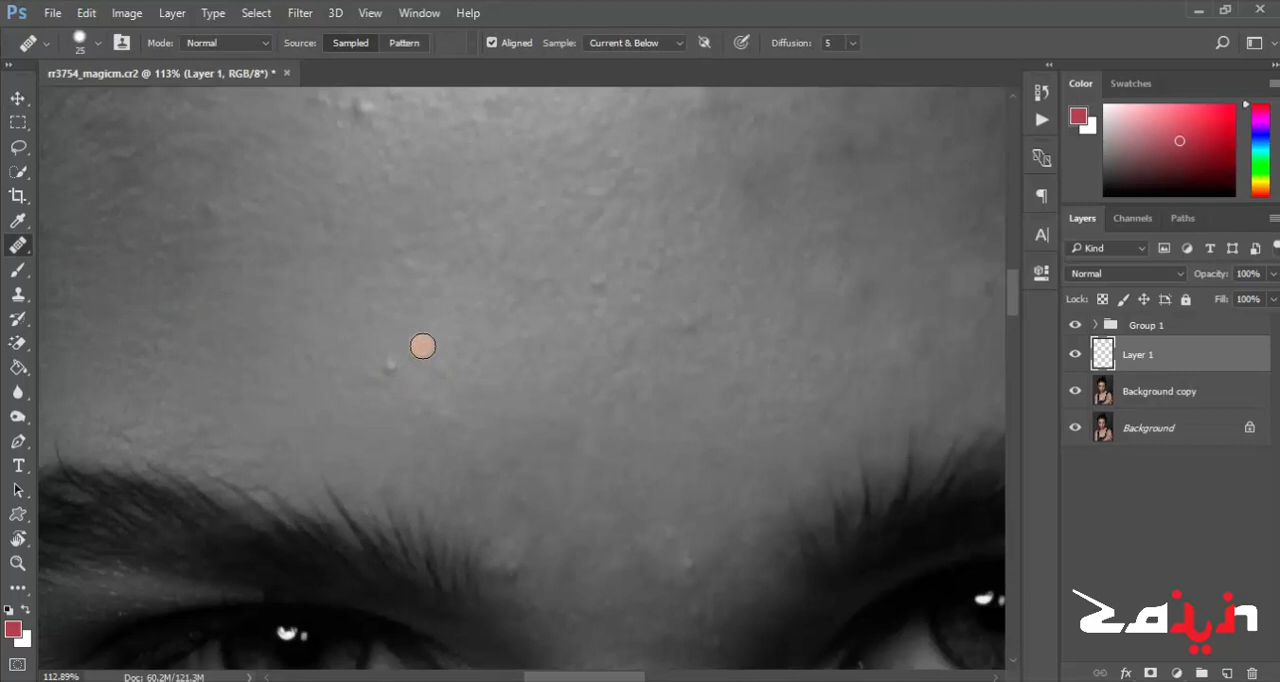 Ps File Edit Image Layer Type Select Filter 3D View Window Help
25 Mode: Normal Source: Sampled Pattern Aligned Sample: Current & Below Diffusion: 5
rr3754_magicm.cr2 @ 113% (Layer 1, RGB/8*) * ×
Color Swatches
Layers Channels Paths
Kind
Normal Opacity: 100%
Lock: Fill: 100%
Group 1
Layer 1
Background copy
Background
zaiin
112.89% Doc: 60.2M/121.3M